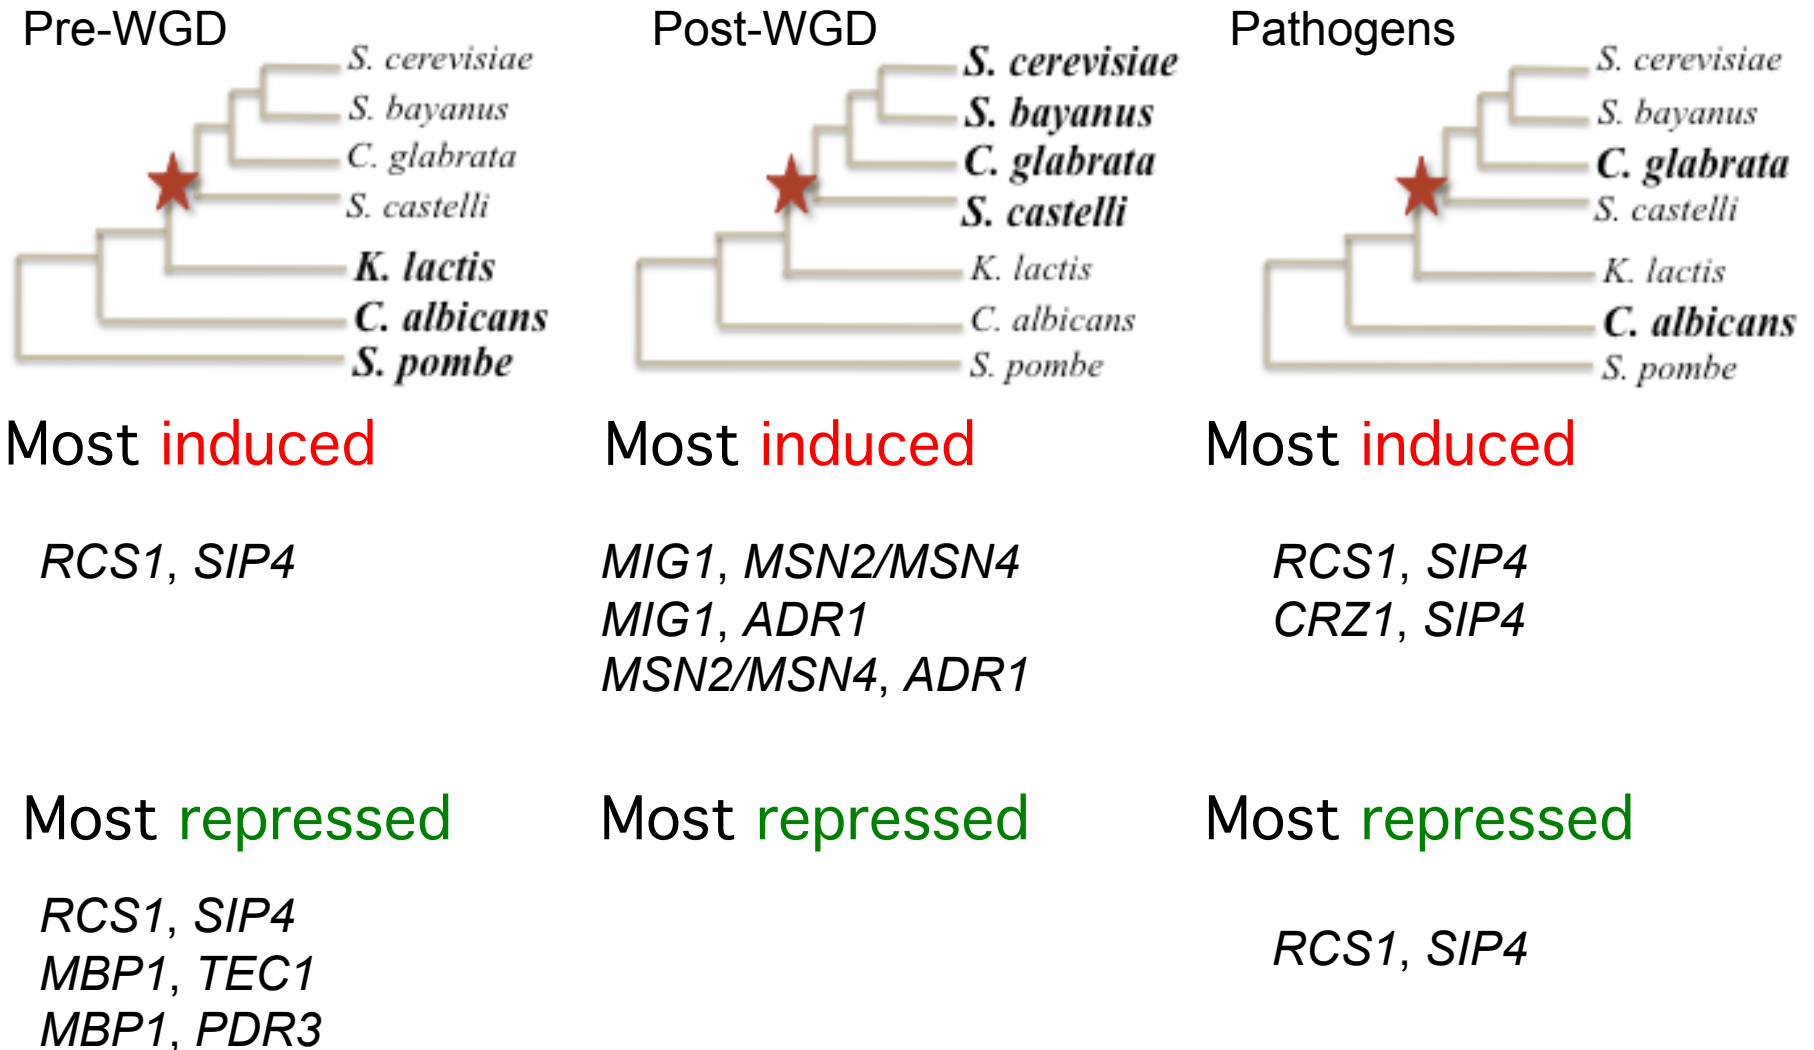 Pre-WGD
S. cerevisiae
S. bayanus
C. glabrata
S. castelli
K. lactis
C. albicans
S. pombe
Most induced
RCS1, SIP4
Most repressed
RCS1, SIP4
MBP1, TEC1
MBP1, PDR3
Post-WGD
S. cerevisiae
S. bayanus
C. glabrata
S. castelli
K. lactis
C. albicans
S. pombe
Most induced
MIG1, MSN2/MSN4
MIG1, ADR1
MSN2/MSN4, ADR1
Most repressed
Pathogens
S. cerevisiae
S. bayanus
C. glabrata
S. castelli
K. lactis
C. albicans
S. pombe
Most induced
RCS1, SIP4
CRZ1, SIP4
Most repressed
RCS1, SIP4